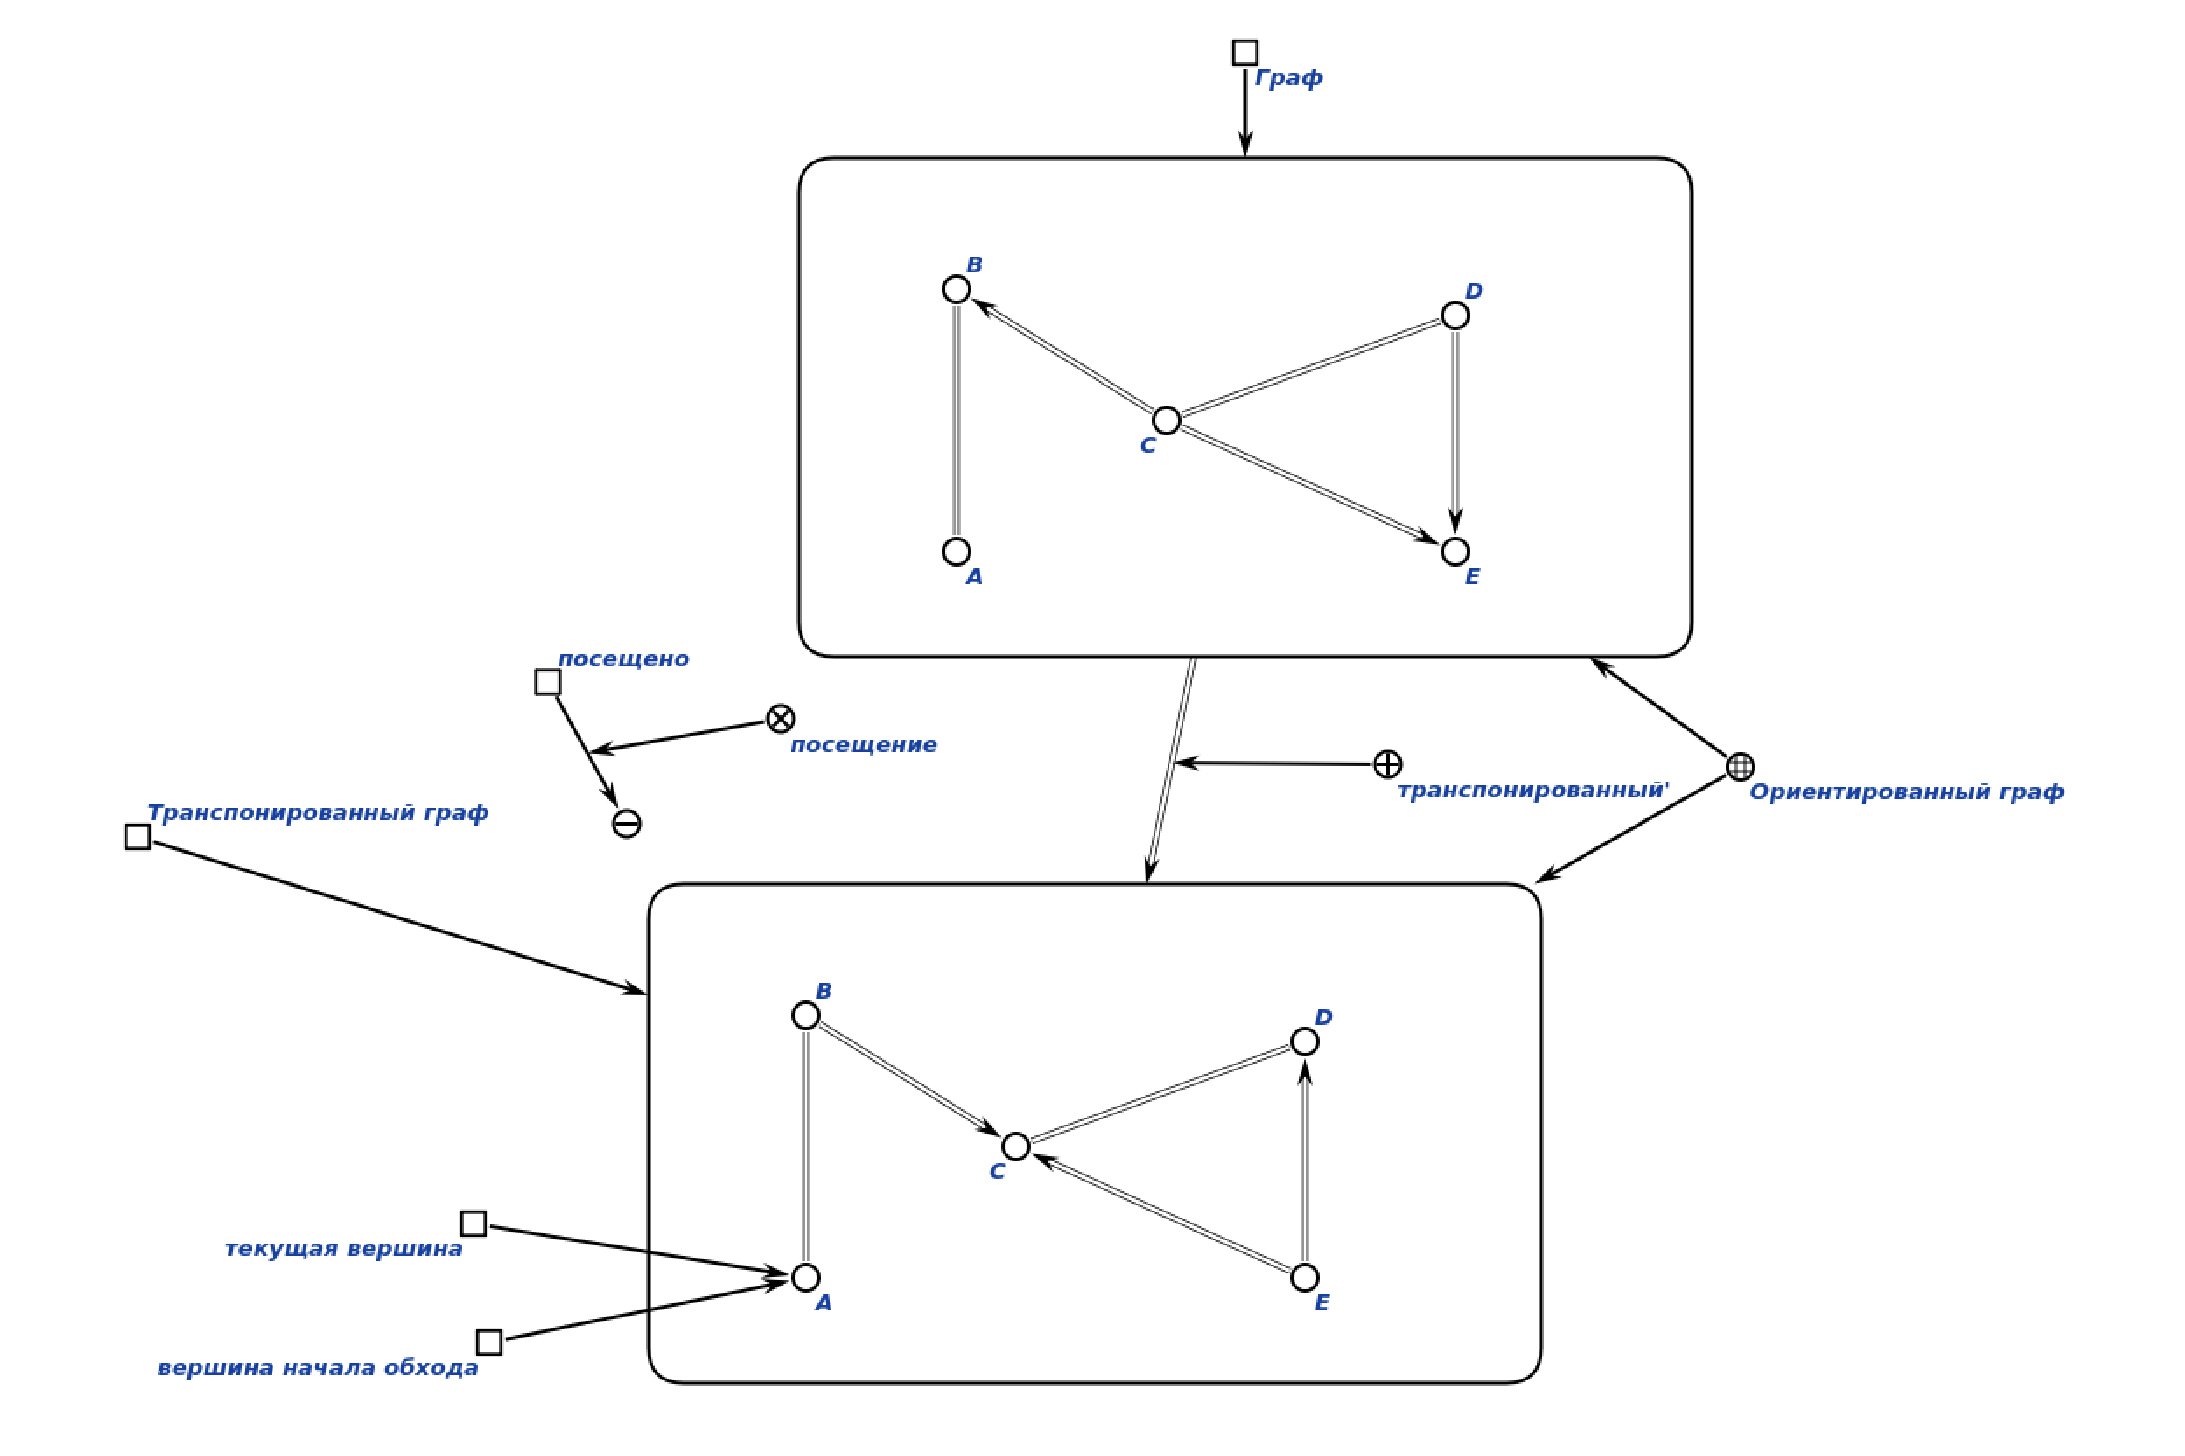 Граф
B
D
C
A
E
посещено
посещение
транспонированный'
Ориентированный граф
Транспонированный граф
B
D
C
текущая вершина
A
E
вершина начала обхода